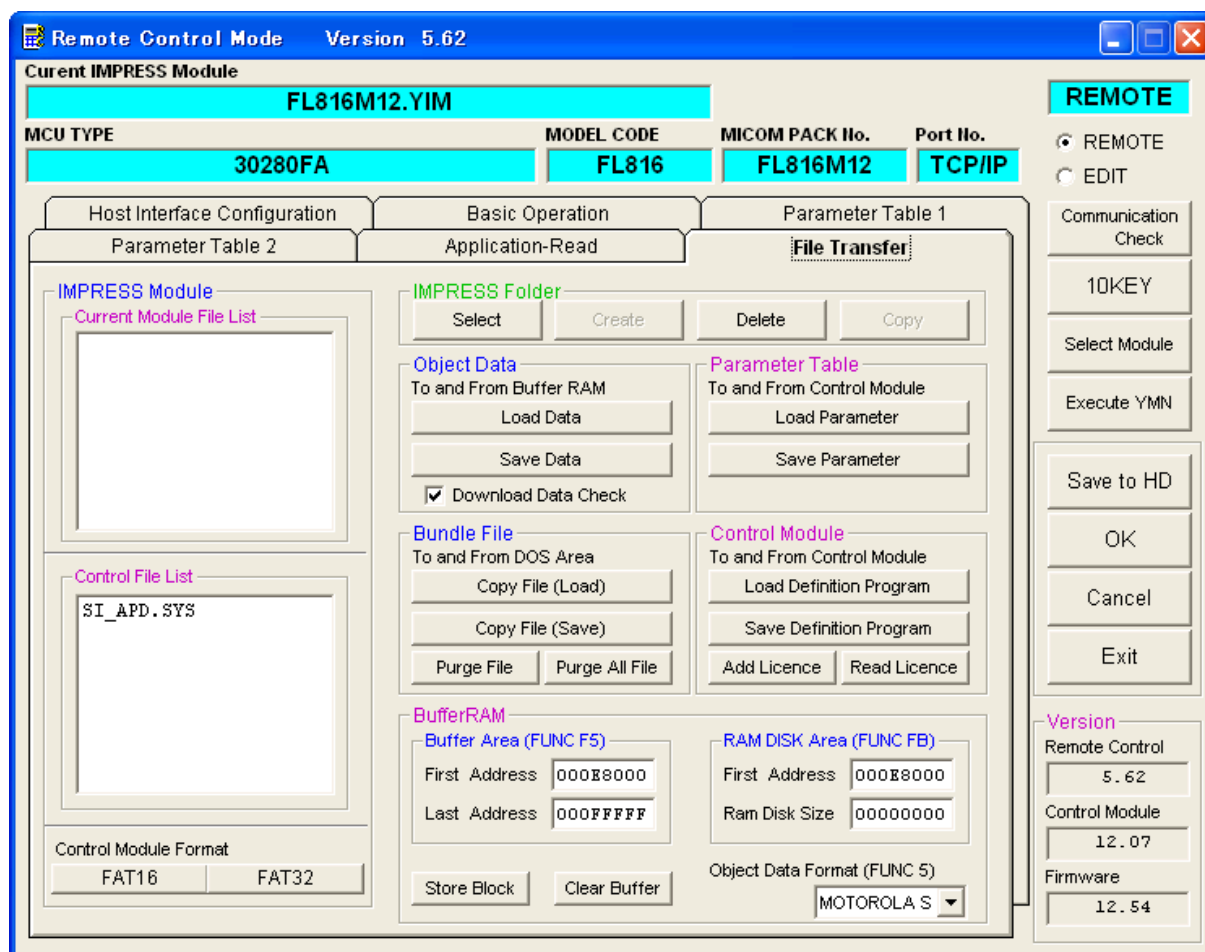 Remote Control Mode Version 5.62
Curent IMPRESS Module
FL816M12.YIM
REMOTE
MCU TYPE MODEL CODE MICOM PACK No. Port No.
30280FA FL816 FL816M12 TCP/IP
REMOTE
EDIT
Host Interface Configuration Basic Operation Parameter Table 1
Parameter Table 2 Application-Read File Transfer
Communication
Check
10KEY
Select Module
Execute YMN
Save to HD
OK
Cancel
Exit
IMPRESS Module
Current Module File List
Control File List
SI_APD.SYS
Control Module Format
FAT16 FAT32
IMPRESS Folder
Select Create Delete Copy
Object Data
To and From Buffer RAM
Load Data
Save Data
Download Data Check
Parameter Table
To and From Control Module
Load Parameter
Save Parameter
Bundle File
To and From DOS Area
Copy File (Load)
Copy File (Save)
Purge File Purge All File
Control Module
To and From Control Module
Load Definition Program
Save Definition Program
Add Licence Read Licence
BufferRAM
Buffer Area (FUNC F5)
First Address 000E8000
Last Address 000FFFFF
RAM DISK Area (FUNC FB)
First Address 000E8000
Ram Disk Size 00000000
Store Block Clear Buffer
Object Data Format (FUNC 5)
MOTOROLA S
Version
Remote Control
5.62
Control Module
12.07
Firmware
12.54